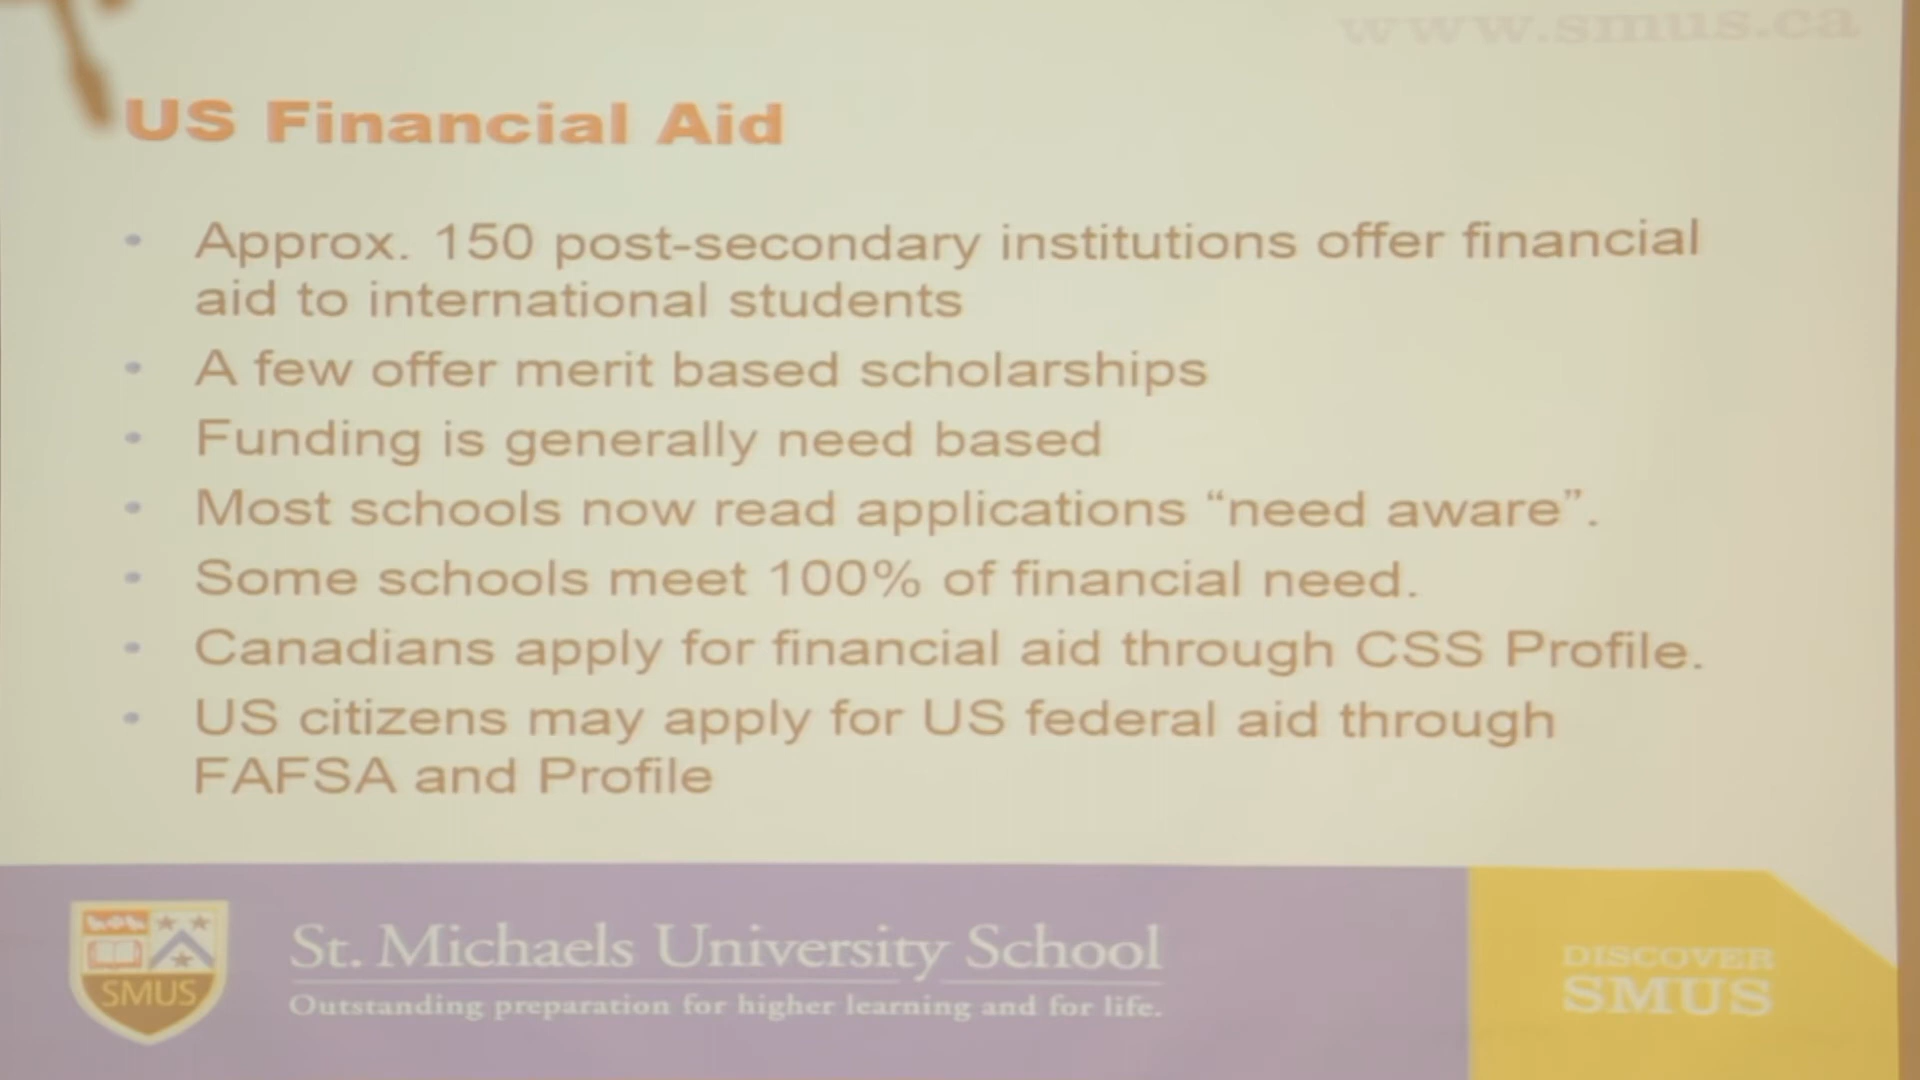 www.smus.ca
US Financial Aid
• Approx. 150 post-secondary institutions offer financial
aid to international students
• A few offer merit based scholarships
• Funding is generally need based
• Most schools now read applications “need aware”.
• Some schools meet 100% of financial need.
• Canadians apply for financial aid through CSS Profile.
• US citizens may apply for US federal aid through
FAFSA and Profile
SMUS
St. Michaels University School
Outstanding preparation for higher learning and for life.
DISCOVER
SMUS